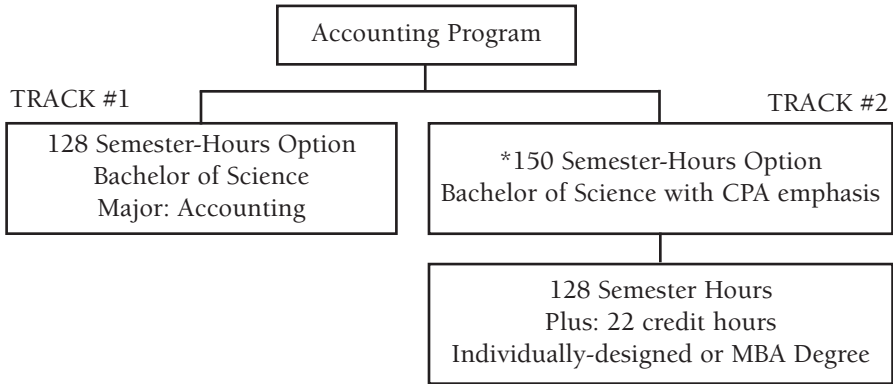 Accounting Program
TRACK #1
128 Semester-Hours Option
Bachelor of Science
Major: Accounting
TRACK #2
*150 Semester-Hours Option
Bachelor of Science with CPA emphasis
128 Semester Hours
Plus: 22 credit hours
Individually-designed or MBA Degree